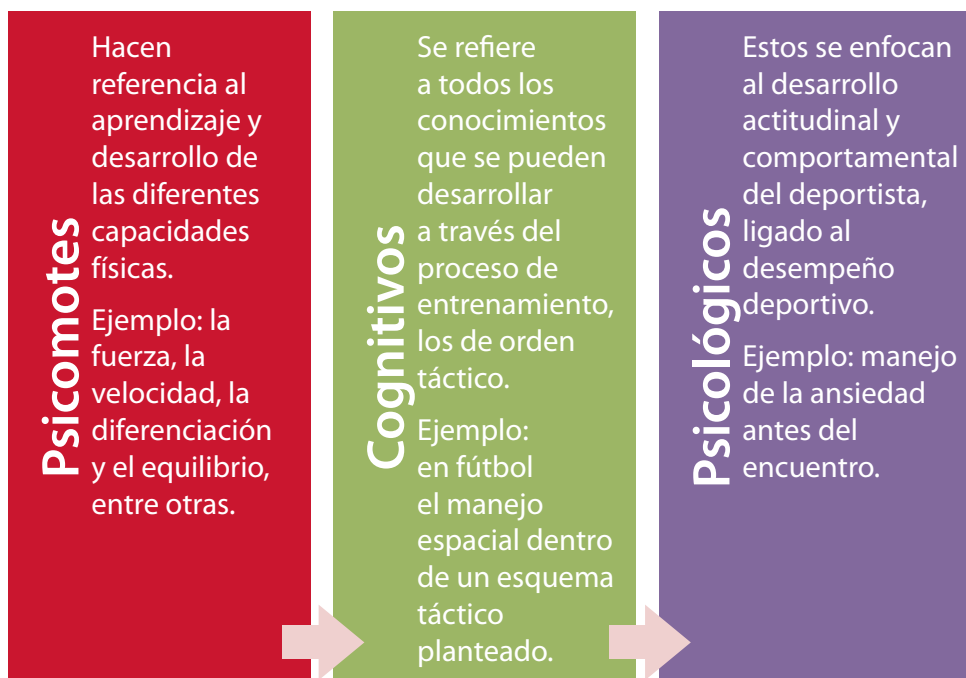 Psicomotes
Hacen
referencia al
aprendizaje y
desarrollo de
las diferentes
capacidades
físicas.
Ejemplo: la
fuerza, la
velocidad, la
diferenciación
y el equilibrio,
entre otras.
Cognitivos
Se refiere
a todos los
conocimientos
que se pueden
desarrollar
a través del
proceso de
entrenamiento,
los de orden
táctico.
Ejemplo:
en fútbol
el manejo
espacial dentro
de un esquema
táctico
planteado.
Psicológicos
Estos se enfocan
al desarrollo
actitudinal y
comportamental
del deportista,
ligado al
desempeño
deportivo.
Ejemplo: manejo
de la ansiedad
antes del
encuentro.